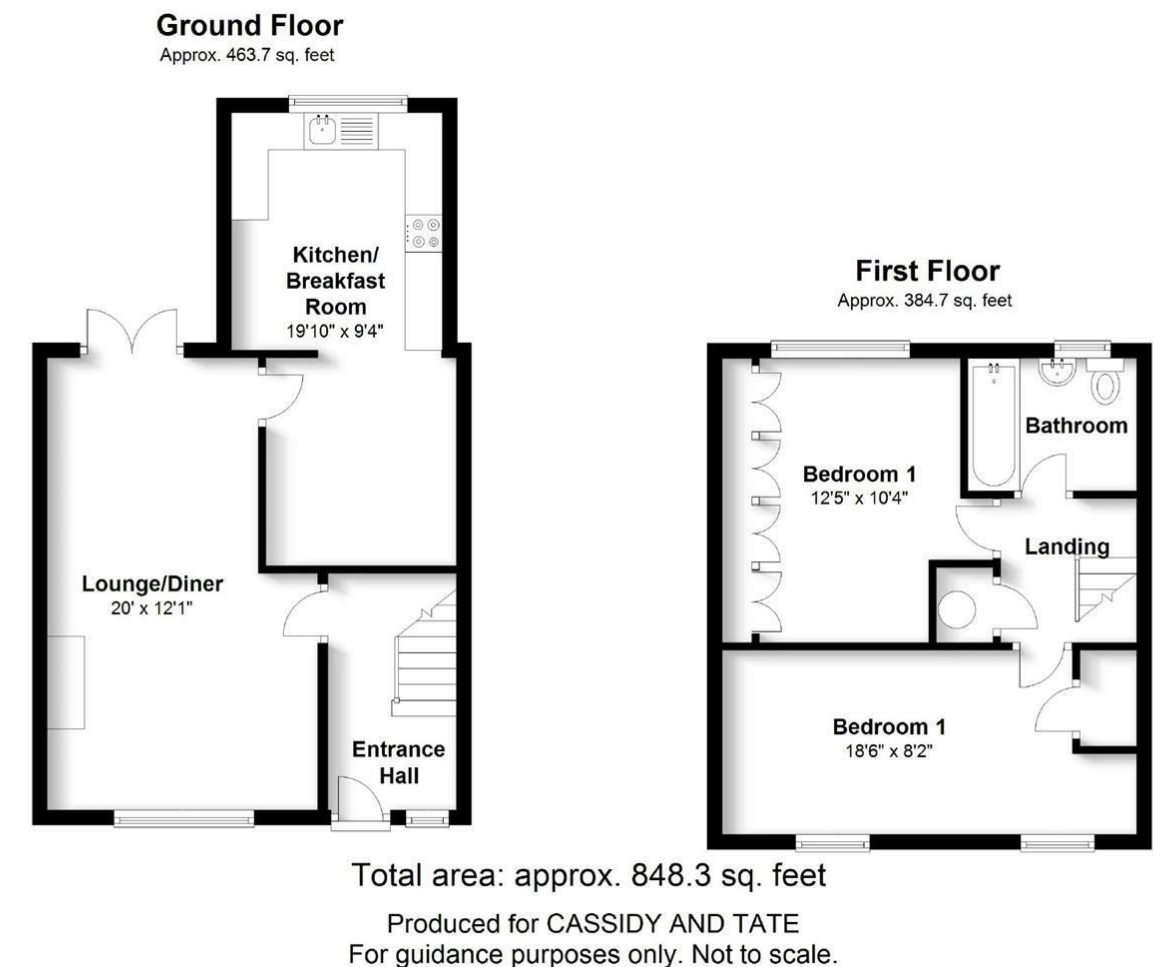 Ground Floor
Approx. 463.7 sq. feet
Kitchen/
Breakfast
Room
19'10" x 9'4"
Lounge/Diner
20' x 12'1"
Entrance
Hall
First Floor
Approx. 384.7 sq. feet
Bathroom
Bedroom 1
12'5" x 10'4"
Landing
Bedroom 1
18'6" x 8'2"
Total area: approx. 848.3 sq. feet
Produced for CASSIDY AND TATE
For guidance purposes only. Not to scale.